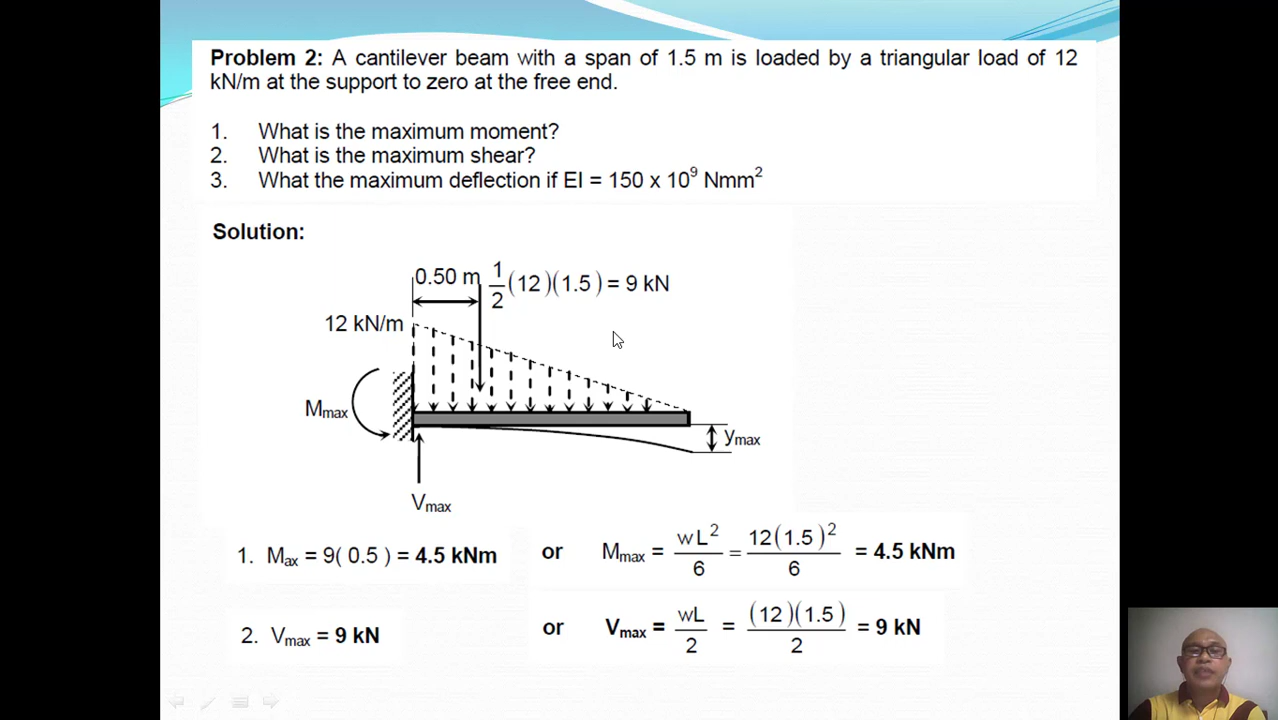 Problem 2: A cantilever beam with a span of 1.5 m is loaded by a triangular load of 12
kN/m at the support to zero at the free end.
1. What is the maximum moment?
2. What is the maximum shear?
3. What the maximum deflection if EI = 150 x 10⁹ Nmm²
Solution:
0.50 m 1/2 (12)(1.5) = 9 kN
12 kN/m
Mmax
ymax
Vmax
1. Max = 9( 0.5 ) = 4.5 kNm or Mmax = wL²/6 = 12(1.5)²/6 = 4.5 kNm
2. Vmax = 9 kN or Vmax = wL/2 = (12)(1.5)/2 = 9 kN